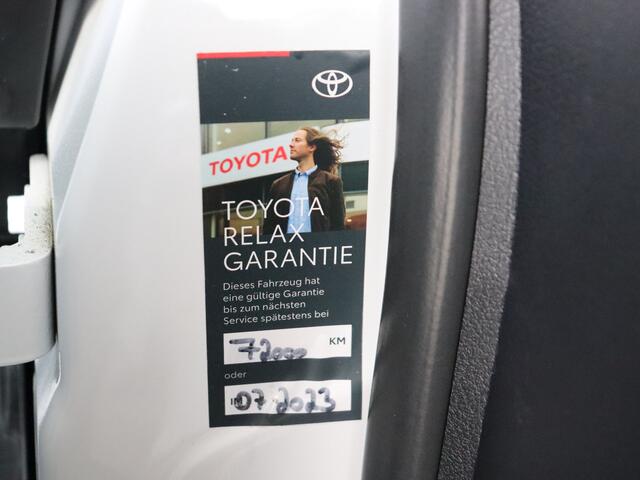 TOYOTA
TOYOTA
RELAX
GARANTIE
Dieses Fahrzeug hat
eine gültige Garantie
bis zum nächsten
Service spätestens bei
72000 KM
oder
IM 07.2023